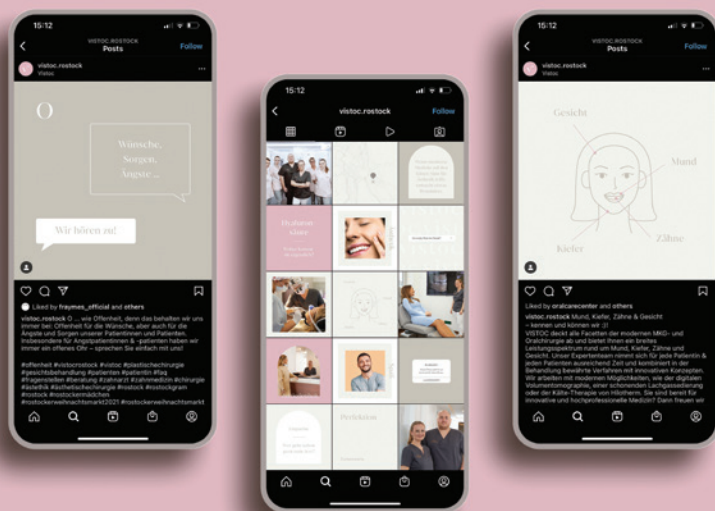 15:12
VISTOC.ROSTOCK
Posts
Follow
vistoc.rostock
Vistoc
O
Wünsche,
Sorgen,
Ängste ...
Wir hören zu!
Liked by fraymes_official and others
vistoc.rostock O ... wie Offenheit, denn das behalten wir uns
immer bei: Offenheit für die Wünsche, aber auch für die
Ängste und Sorgen unserer Patientinnen und Patienten.
Insbesondere für Angstpatientinnen & -patienten haben wir
immer ein offenes Ohr – sprechen Sie einfach mit uns!
#offenheit #vistocrostock #vistoc #plastischechirurgie
#gesichtsbehandlung #patienten #patientin #faq
#fragenstellen #beratung #zahnarzt #zahnmedizin #chirurgie
#ästhetik #ästhetischechirurgie #rostock #rostockgram
#rostock #rostockermädchen
#rostockerweihnachtsmarkt2021 #rostockerweihnachtsmarkt
15:12
vistoc.rostock
Follow
Hyaluron
-säure
Perfektion
15:12
VISTOC.ROSTOCK
Posts
Follow
vistoc.rostock
Vistoc
Gesicht
Mund
Kiefer
Zähne
Liked by oralcarecenter and others
vistoc.rostock Mund, Kiefer, Zähne & Gesicht
– kennen und können wir :)!
VISTOC deckt alle Facetten der modernen MKG- und
Oralchirurgie ab und bietet Ihnen ein breites
Leistungsspektrum rund um Mund, Kiefer, Zähne und
Gesicht. Unser Expertenteam nimmt sich für jede Patientin &
jeden Patienten ausreichend Zeit und kombiniert in der
Behandlung bewährte Verfahren mit innovativen Konzepten.
Wir arbeiten mit modernen Möglichkeiten, wie der digitalen
Volumentomographie, einer schonenden Lachgassedierung
oder der Kälte-Therapie von Hilotherm. Sie sind bereit für
innovative und hochprofessionelle Medizin? Dann freuen wir